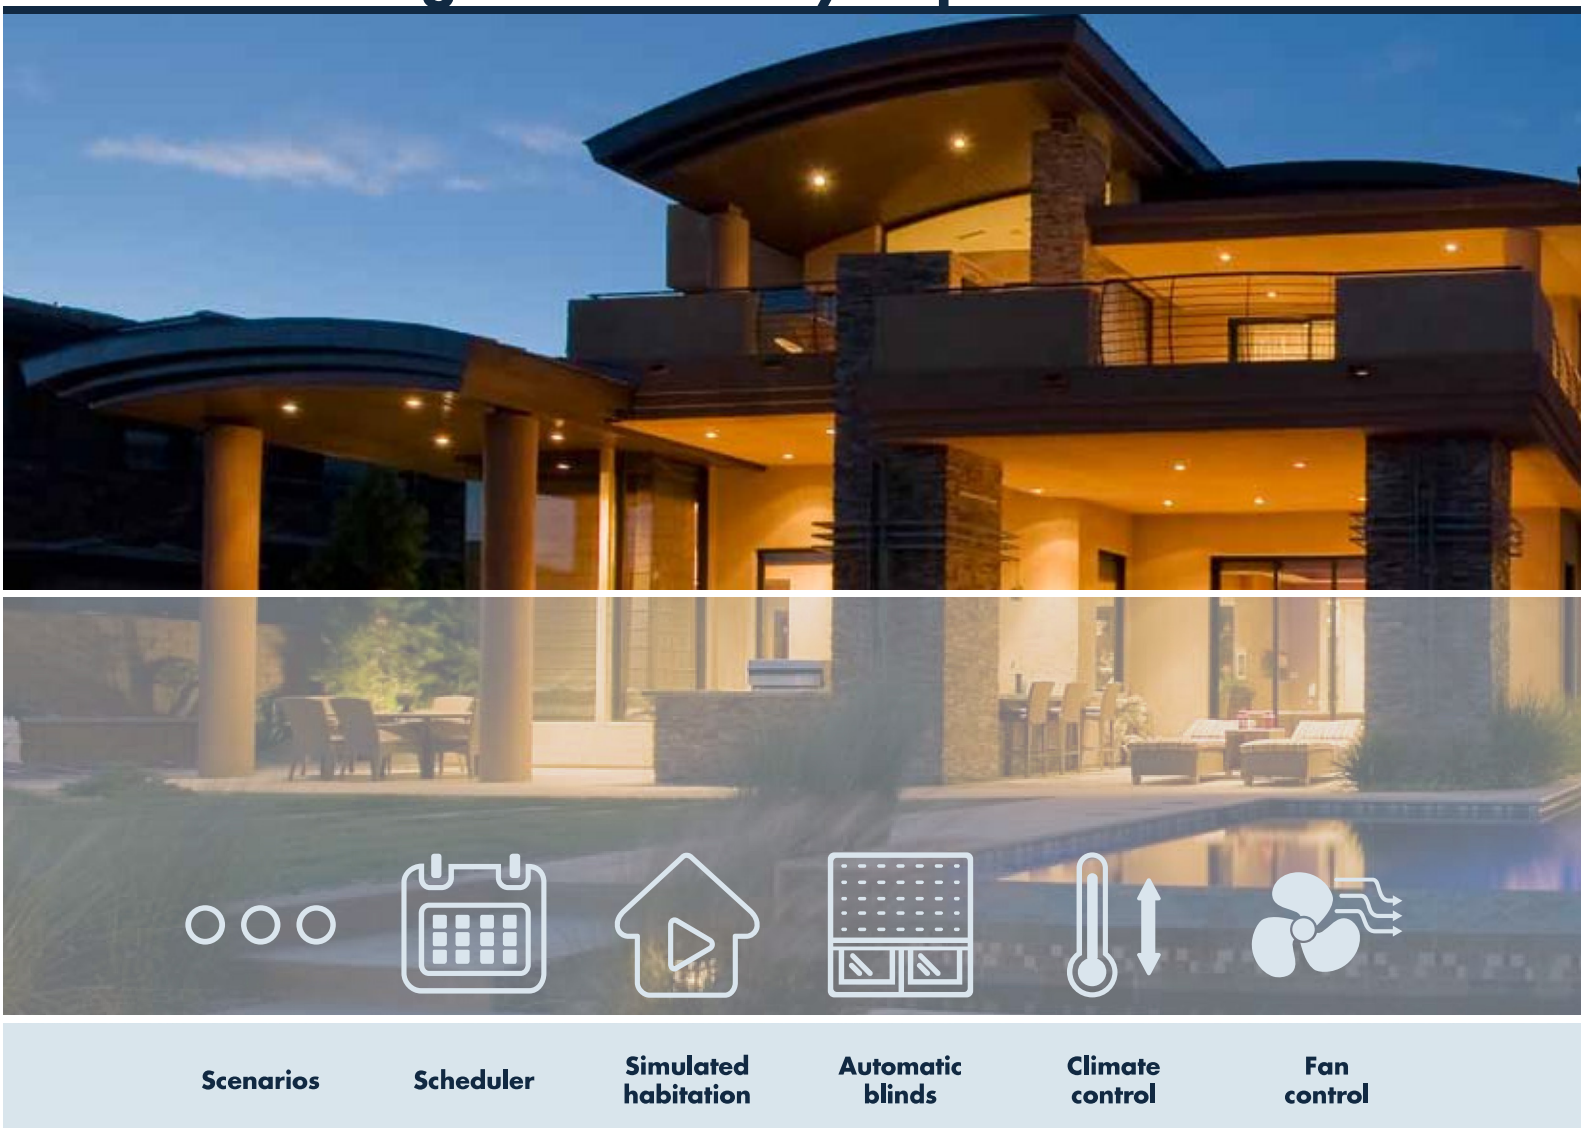 Scenarios
Scheduler
Simulated
habitation
Automatic
blinds
Climate
control
Fan
control